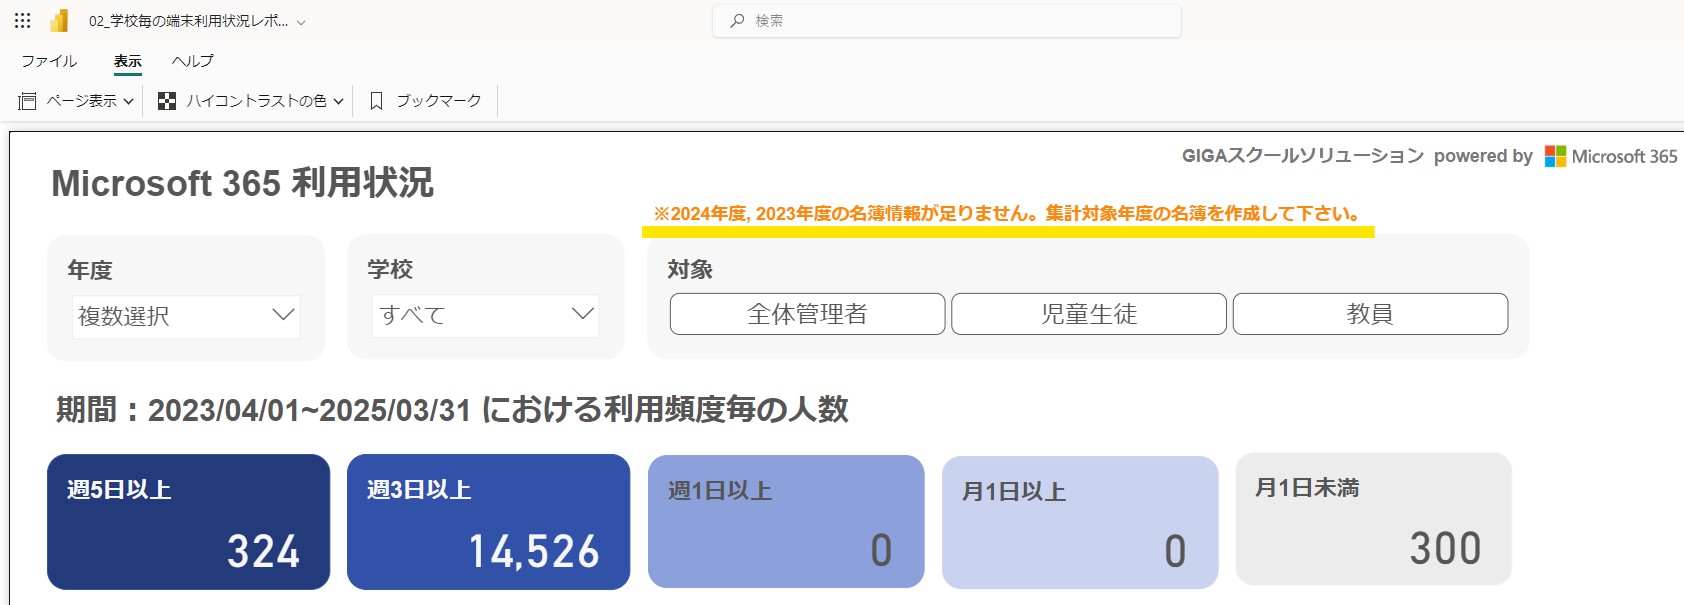 02_学校毎の端末利用状況レポ...
検索
ファイル 表示 ヘルプ
ページ表示 ハイコントラストの色 ブックマーク
GIGAスクールソリューション powered by Microsoft 365
Microsoft 365 利用状況
※2024年度, 2023年度の名簿情報が足りません。集計対象年度の名簿を作成して下さい。
年度 学校 対象
複数選択 すべて 全体管理者 児童生徒 教員
期間：2023/04/01~2025/03/31 における利用頻度毎の人数
週5日以上 週3日以上 週1日以上 月1日以上 月1日未満
324 14,526 0 0 300